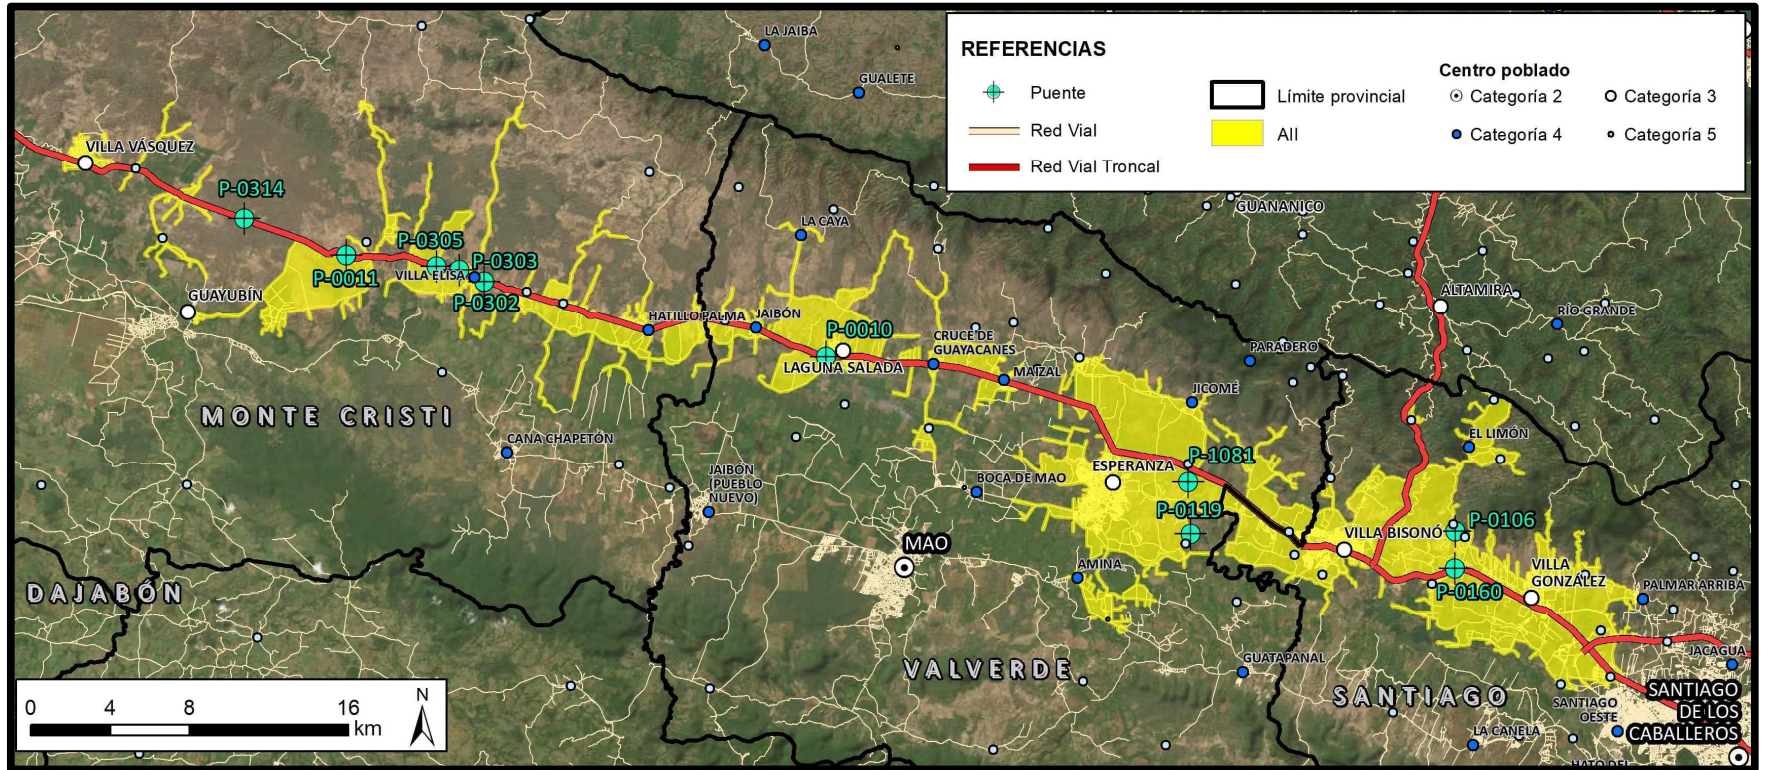 REFERENCIAS
Puente
Red Vial
Red Vial Troncal
Límite provincial
AII
Centro poblado
Categoría 2
Categoría 3
Categoría 4
Categoría 5
LA JAIBA
GUALETE
VILLA VÁSQUEZ
P-0314
P-0011
P-0305
P-0303
VILLA ELISA
P-0302
GUAYUBÍN
LA CAYA
GUANANICO
ALTAMIRA
RÍO GRANDE
HATILLO PALMA
JAIBÓN
P-0010
LAGUNA SALADA
CRUCE DE
GUAYACANES
MAIZAL
PARADERO
JICOMÉ
MONTE CRISTI
CANA CHAPETÓN
JAIBÓN
(PUEBLO
NUEVO)
BOCA DE MAO
ESPERANZA
P-1081
P-0119
EL LIMÓN
P-0106
VILLA BISONÓ
P-0160
VILLA
GONZÁLEZ
PALMAR ARRIBA
MAO
AMINA
DAJABÓN
VALVERDE
GUATAPANAL
SANTIAGO
JACAGUA
SANTIAGO
OESTE
SANTIAGO
DE LOS
CABALLEROS
LA CANELA
HATO DEL
0 4 8 16
km
N